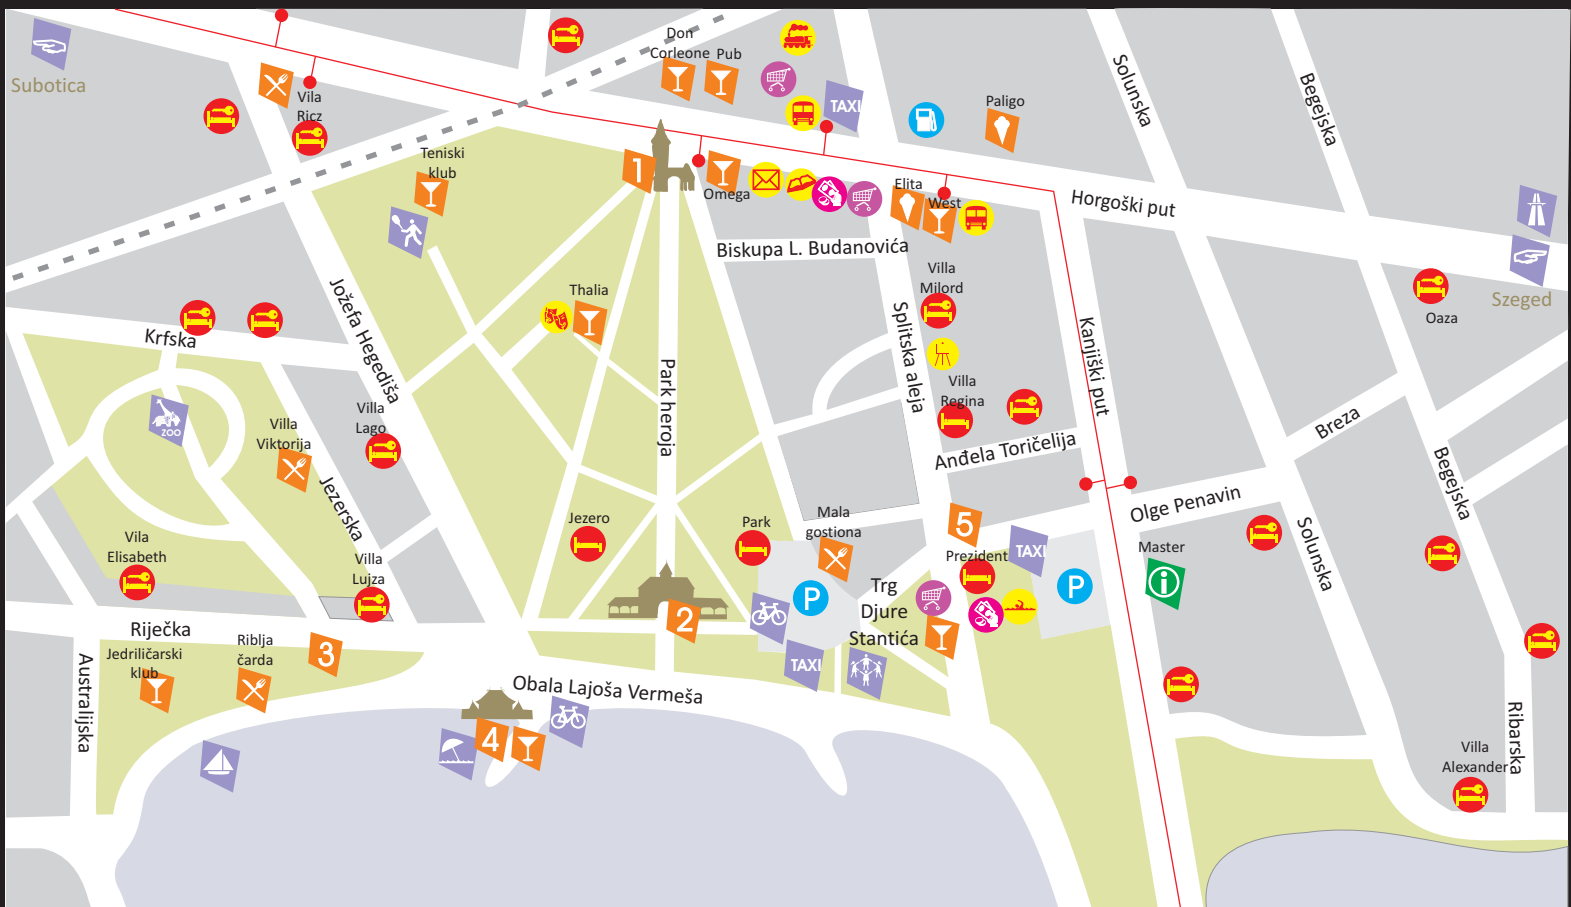 Subotica
Don
Corleone
Pub
TAXI
Paligo
Solunska
Begejska
Vila
Ricz
Teniski
klub
1
Omega
Elita
West
Horgoški put
Szeged
Biskupa L. Budanovića
Villa
Milord
Oaza
Thalia
Krfska
Jožefa Hegediša
Park heroja
Splitska aleja
Kanjiški put
Villa
Regina
Villa
Lago
ZOO
Villa
Viktorija
Anđela Toričelija
Breza
Begejska
Jezerska
Jezero
Park
Mala
gostiona
5
Olge Penavin
Solunska
Vila
Elisabeth
Villa
Lujza
Prezident
TAXI
Master
P
P
Trg
Djure
Stantića
2
Riječka
Riblja
čarda
3
Jedriličarski
klub
Australijska
TAXI
Obala Lajoša Vermeša
4
Ribarska
Villa
Alexander